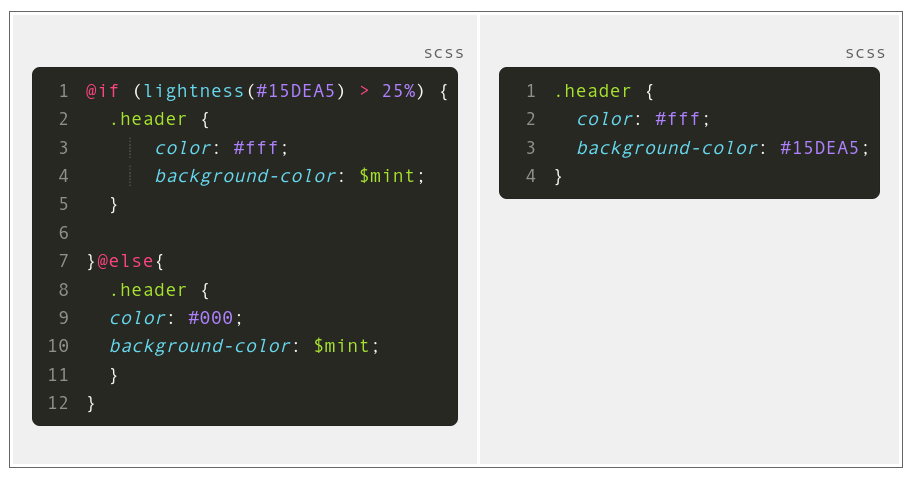 scss
1 @if (lightness(#15DEA5) > 25%) {
2 .header {
3 color: #fff;
4 background-color: $mint;
5 }
6
7 }@else{
8 .header {
9 color: #000;
10 background-color: $mint;
11 }
12 }
scss
1 .header {
2 color: #fff;
3 background-color: #15DEA5;
4 }